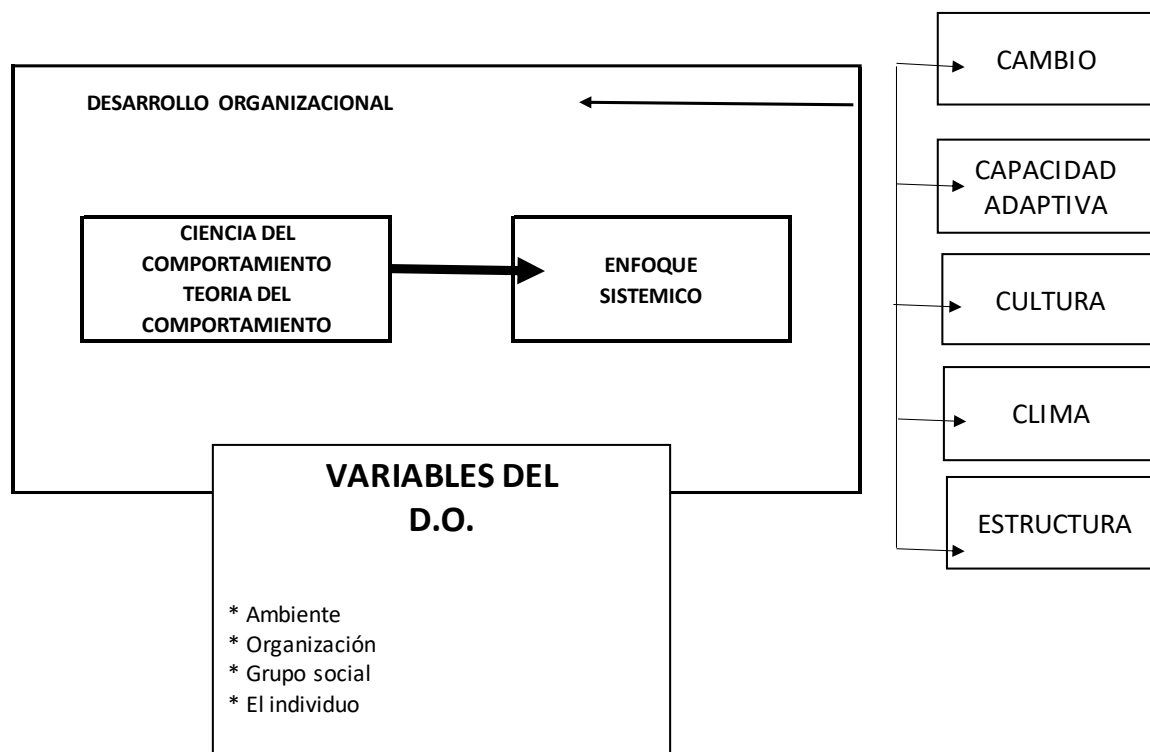 DESARROLLO ORGANIZACIONAL
CIENCIA DEL
COMPORTAMIENTO
TEORIA DEL
COMPORTAMIENTO
ENFOQUE
SISTEMICO
VARIABLES DEL
D.O.
* Ambiente
* Organización
* Grupo social
* El individuo
CAMBIO
CAPACIDAD
ADAPTIVA
CULTURA
CLIMA
ESTRUCTURA